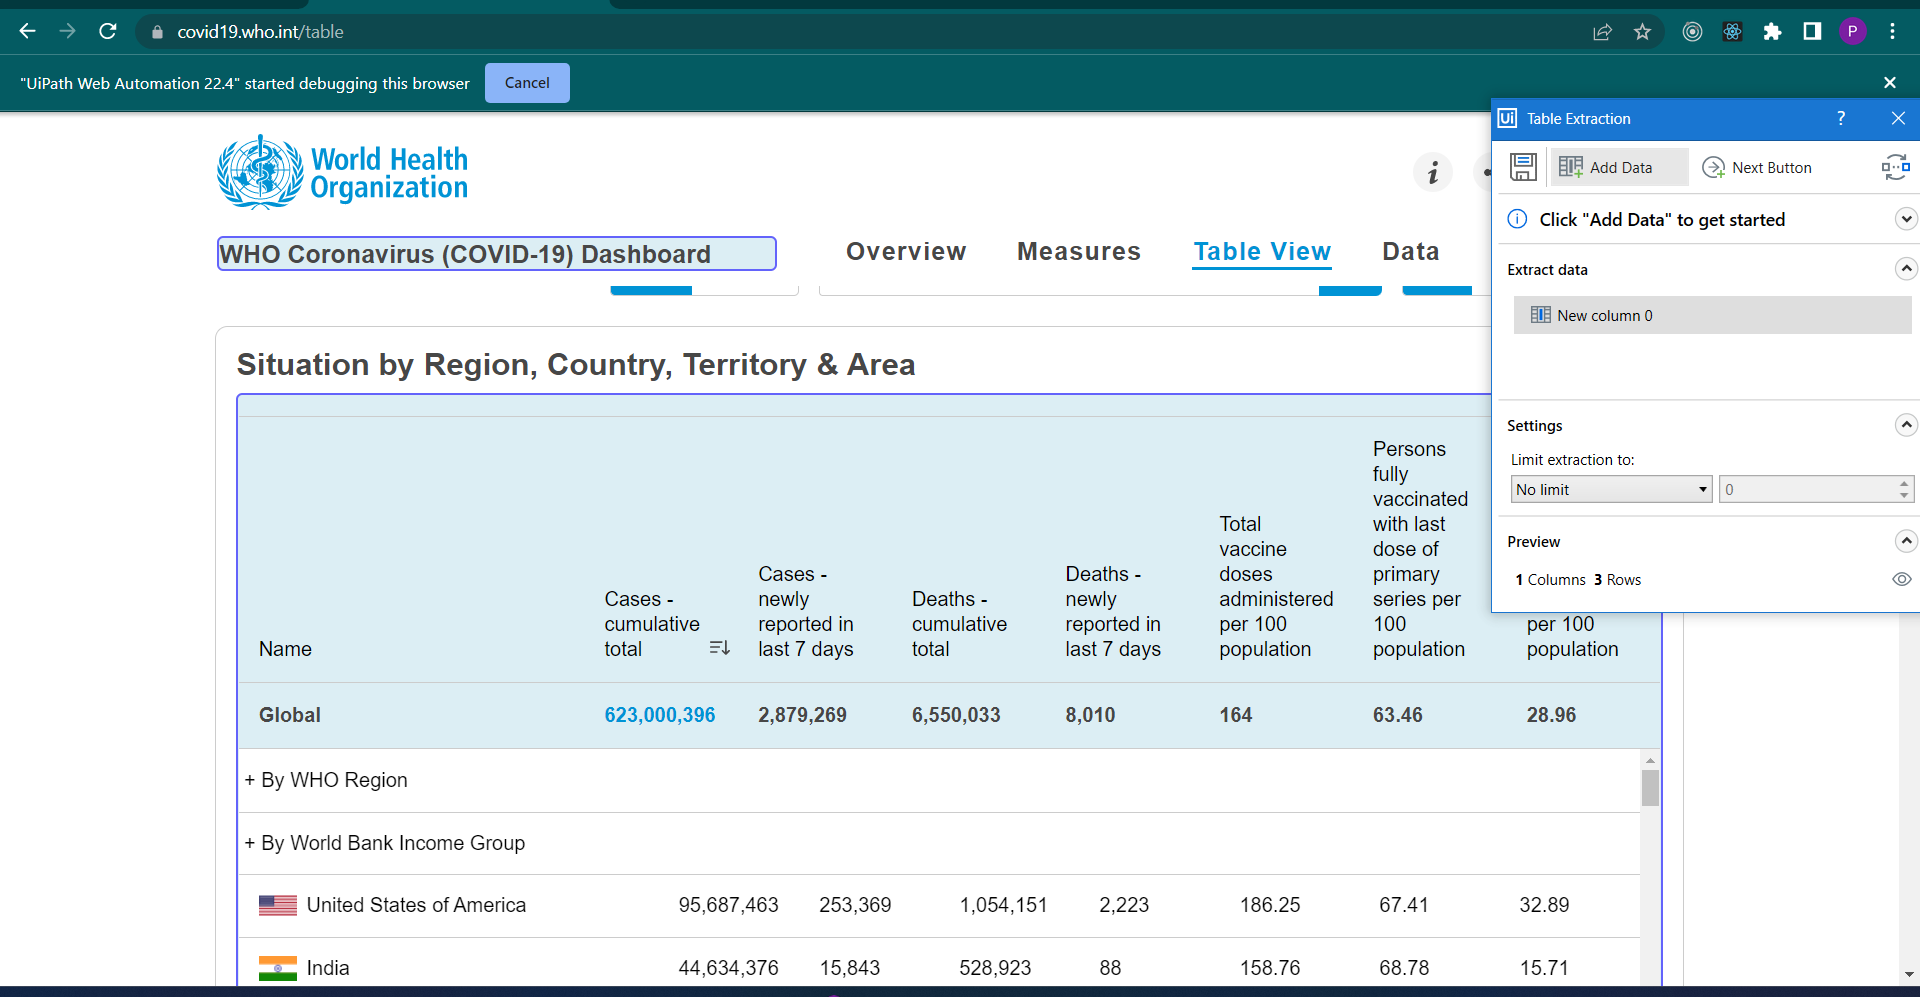 covid19.who.int/table
P
"UiPath Web Automation 22.4" started debugging this browser
Cancel
World Health
Organization
i
WHO Coronavirus (COVID-19) Dashboard
Overview
Measures
Table View
Data
Situation by Region, Country, Territory & Area
Name
Cases -
cumulative
total
Cases -
newly
reported in
last 7 days
Deaths -
cumulative
total
Deaths -
newly
reported in
last 7 days
Total
vaccine
doses
administered
per 100
population
Persons
fully
vaccinated
with last
dose of
primary
series per
100
population
per 100
population
Global 623,000,396 2,879,269 6,550,033 8,010 164 63.46 28.96
+ By WHO Region
+ By World Bank Income Group
United States of America 95,687,463 253,369 1,054,151 2,223 186.25 67.41 32.89
India 44,634,376 15,843 528,923 88 158.76 68.78 15.71
Ui Table Extraction ?
Add Data
Next Button
Click "Add Data" to get started
Extract data
New column 0
Settings
Limit extraction to:
No limit
0
Preview
1 Columns 3 Rows